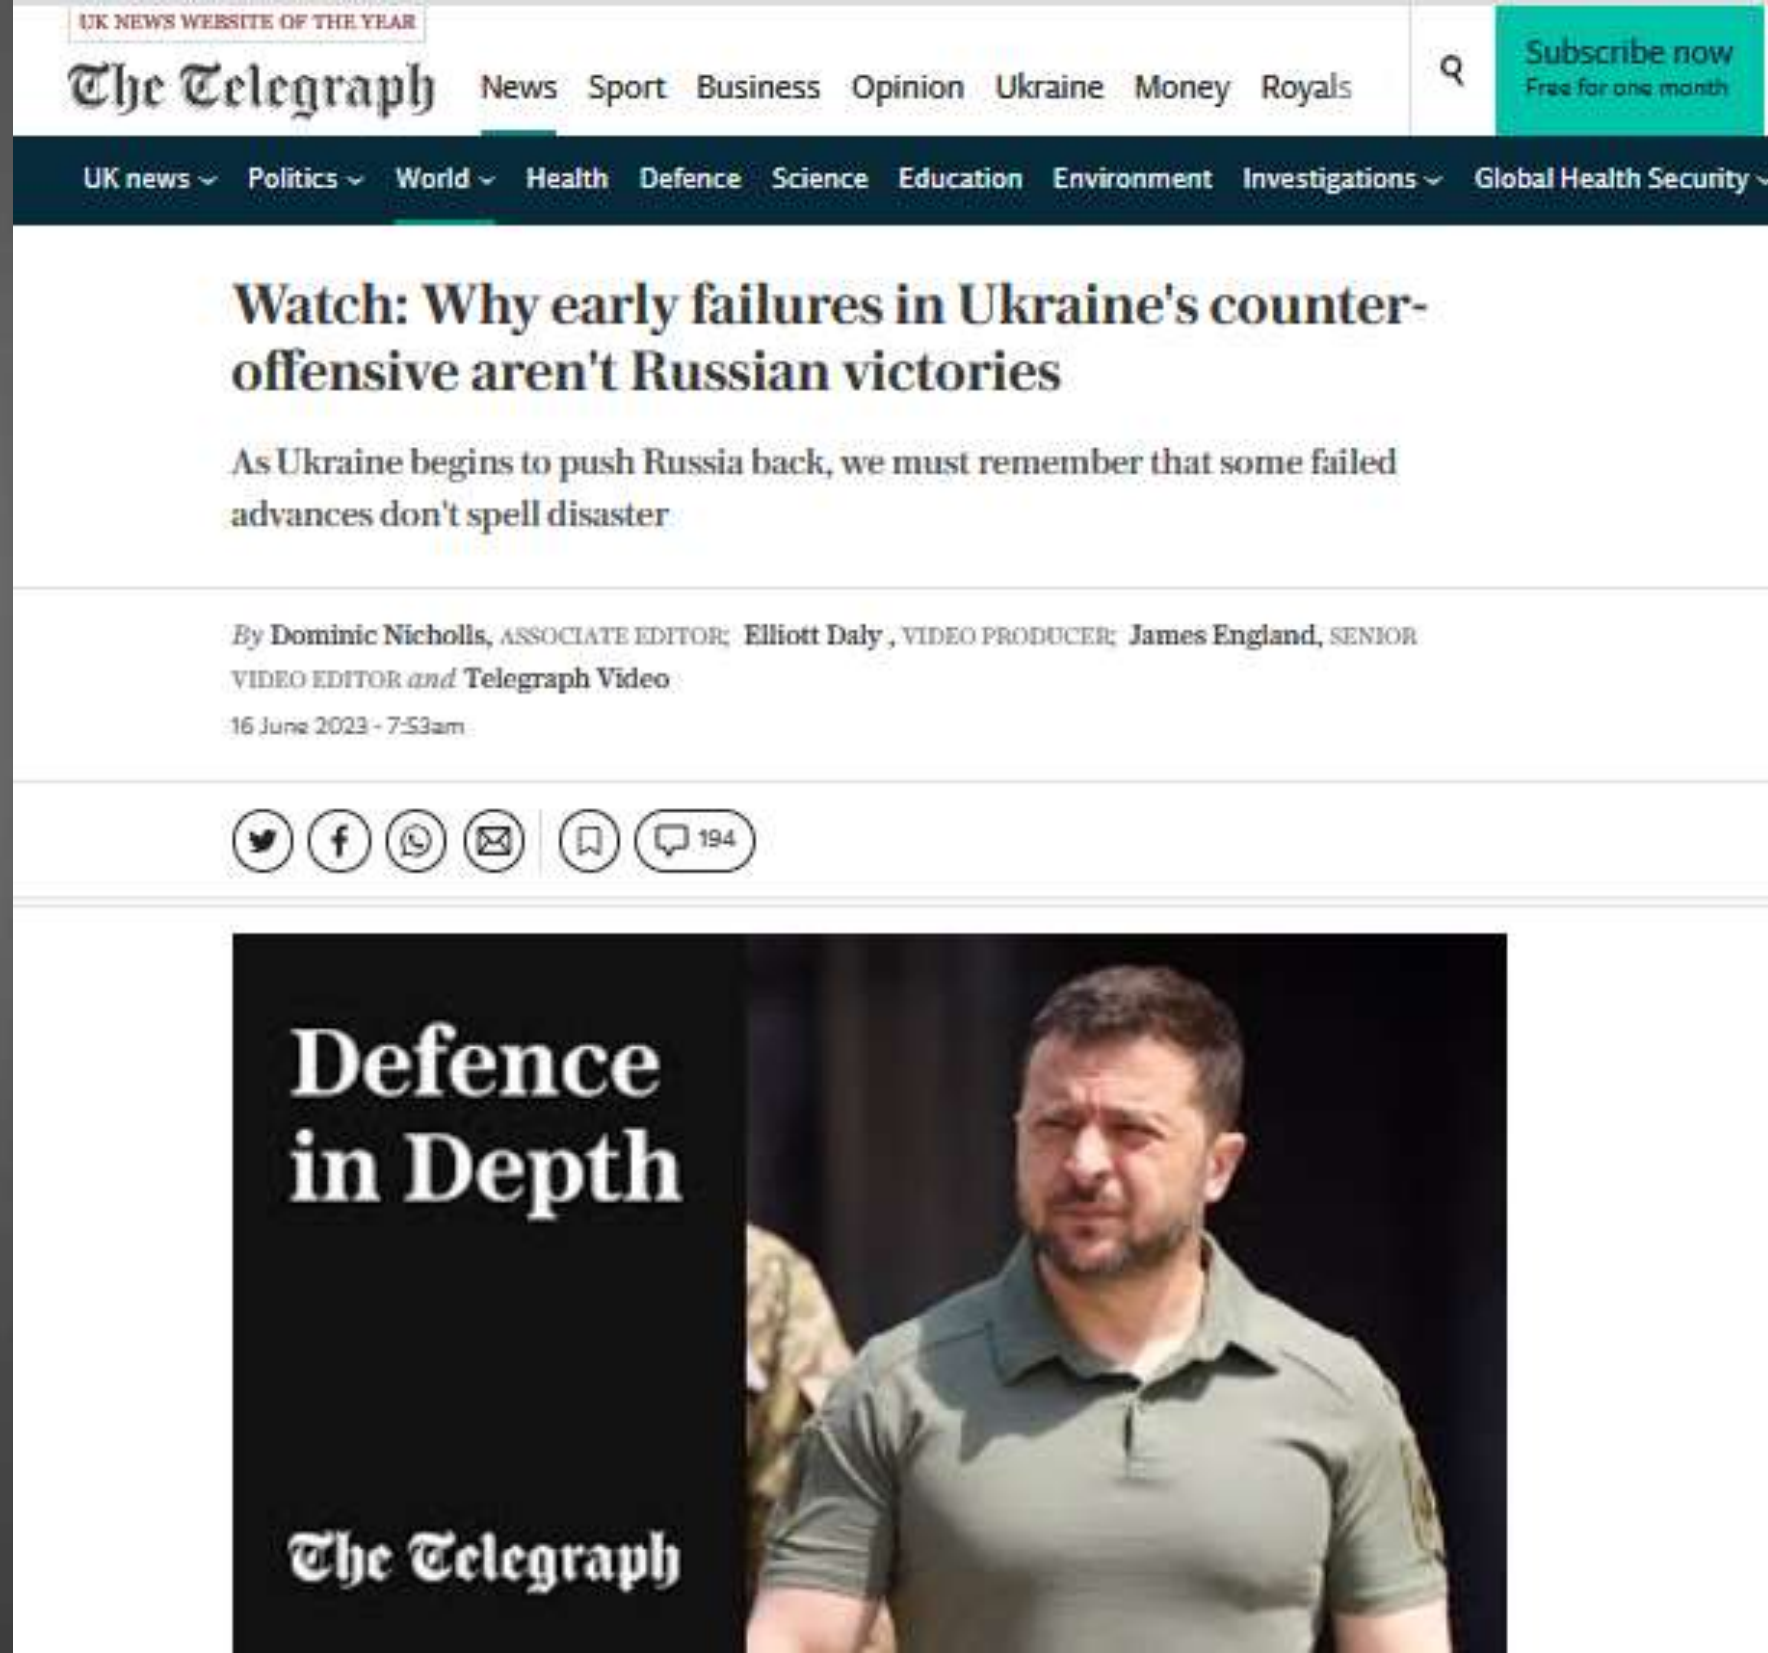 UK NEWS WEBSITE OF THE YEAR
The Telegraph
News Sport Business Opinion Ukraine Money Royals
Subscribe now
Free for one month
UK news Politics World Health Defence Science Education Environment Investigations Global Health Security
Watch: Why early failures in Ukraine's counter-
offensive aren't Russian victories
As Ukraine begins to push Russia back, we must remember that some failed
advances don't spell disaster
By Dominic Nicholls, ASSOCIATE EDITOR; Elliott Daly , VIDEO PRODUCER; James England, SENIOR
VIDEO EDITOR and Telegraph Video
16 June 2023 - 7:53am
194
Defence
in Depth
The Telegraph